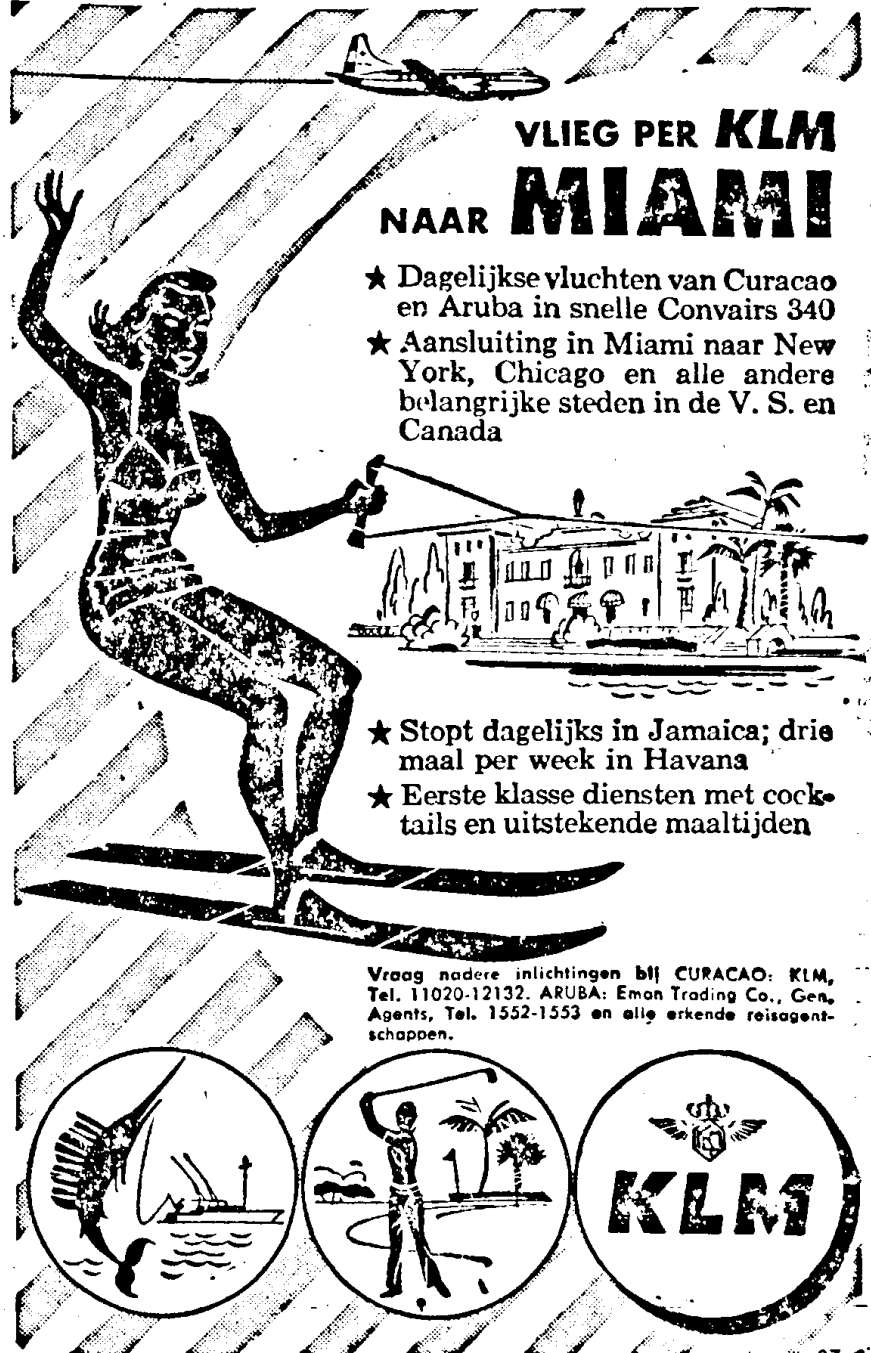 VLIEG PER KLM
NAAR MIAMI
★ Dagelijkse vluchten van Curacao
en Aruba in snelle Convairs 340
★ Aansluiting in Miami naar New
York, Chicago en alle andere
belangrijke steden in de V. S. en
Canada
★ Stopt dagelijks in Jamaica; drie
maal per week in Havana
★ Eerste klasse diensten met cock-
tails en uitstekende maaltijden
Vraag nadere inlichtingen bij CURACAO: KLM,
Tel. 11020-12132. ARUBA: Eman Trading Co., Gen.
Agents, Tel. 1552-1553 en alle erkende reisagent-
schappen.
KLM